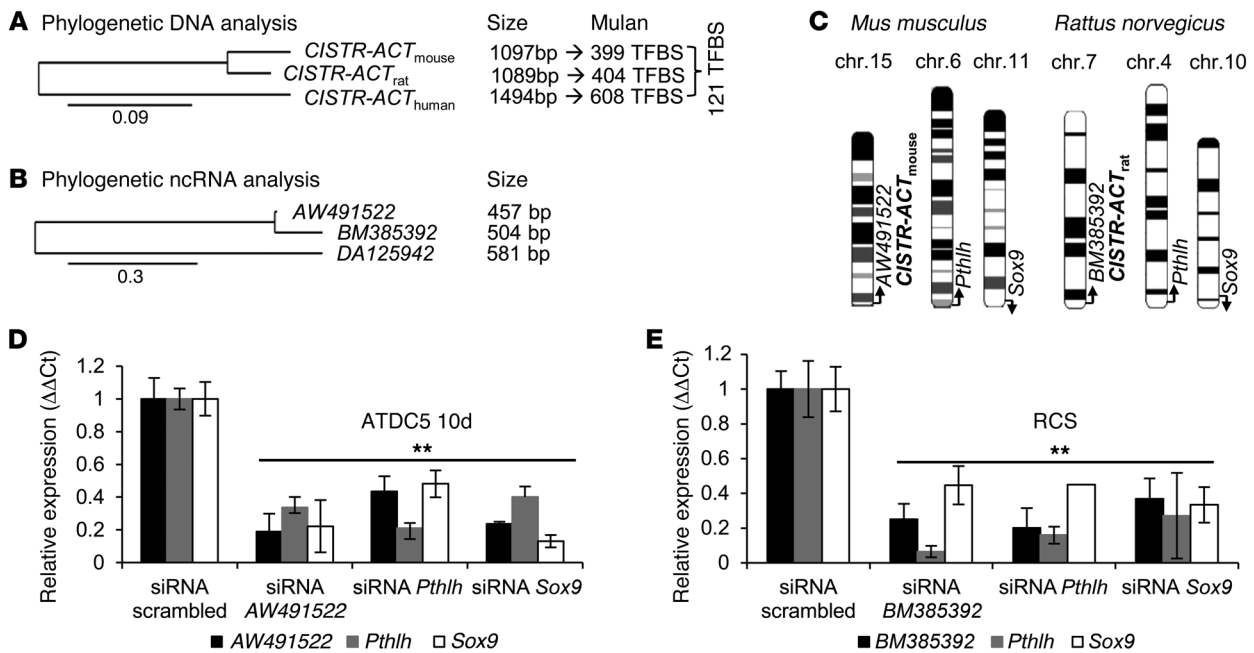 A Phylogenetic DNA analysis Size Mulan
CISTR-ACTmouse 1097bp → 399 TFBS
CISTR-ACTrat 1089bp → 404 TFBS
CISTR-ACThuman 1494bp → 608 TFBS
0.09
121 TFBS
B Phylogenetic ncRNA analysis Size
AW491522 457 bp
BM385392 504 bp
DA125942 581 bp
0.3
C Mus musculus Rattus norvegicus
chr.15 chr.6 chr.11 chr.7 chr.4 chr.10
AW491522
CISTR-ACTmouse
Pthlh
Sox9
BM385392
CISTR-ACTrat
Pthlh
Sox9
D
Relative expression (ΔΔCt)
1.2
1
0.8
0.6
0.4
0.2
0
ATDC5 10d
**
siRNA scrambled
siRNA AW491522
siRNA Pthlh
siRNA Sox9
AW491522 Pthlh Sox9
E
Relative expression (ΔΔCt)
1.2
1
0.8
0.6
0.4
0.2
0
RCS
**
siRNA scrambled
siRNA BM385392
siRNA Pthlh
siRNA Sox9
BM385392 Pthlh Sox9